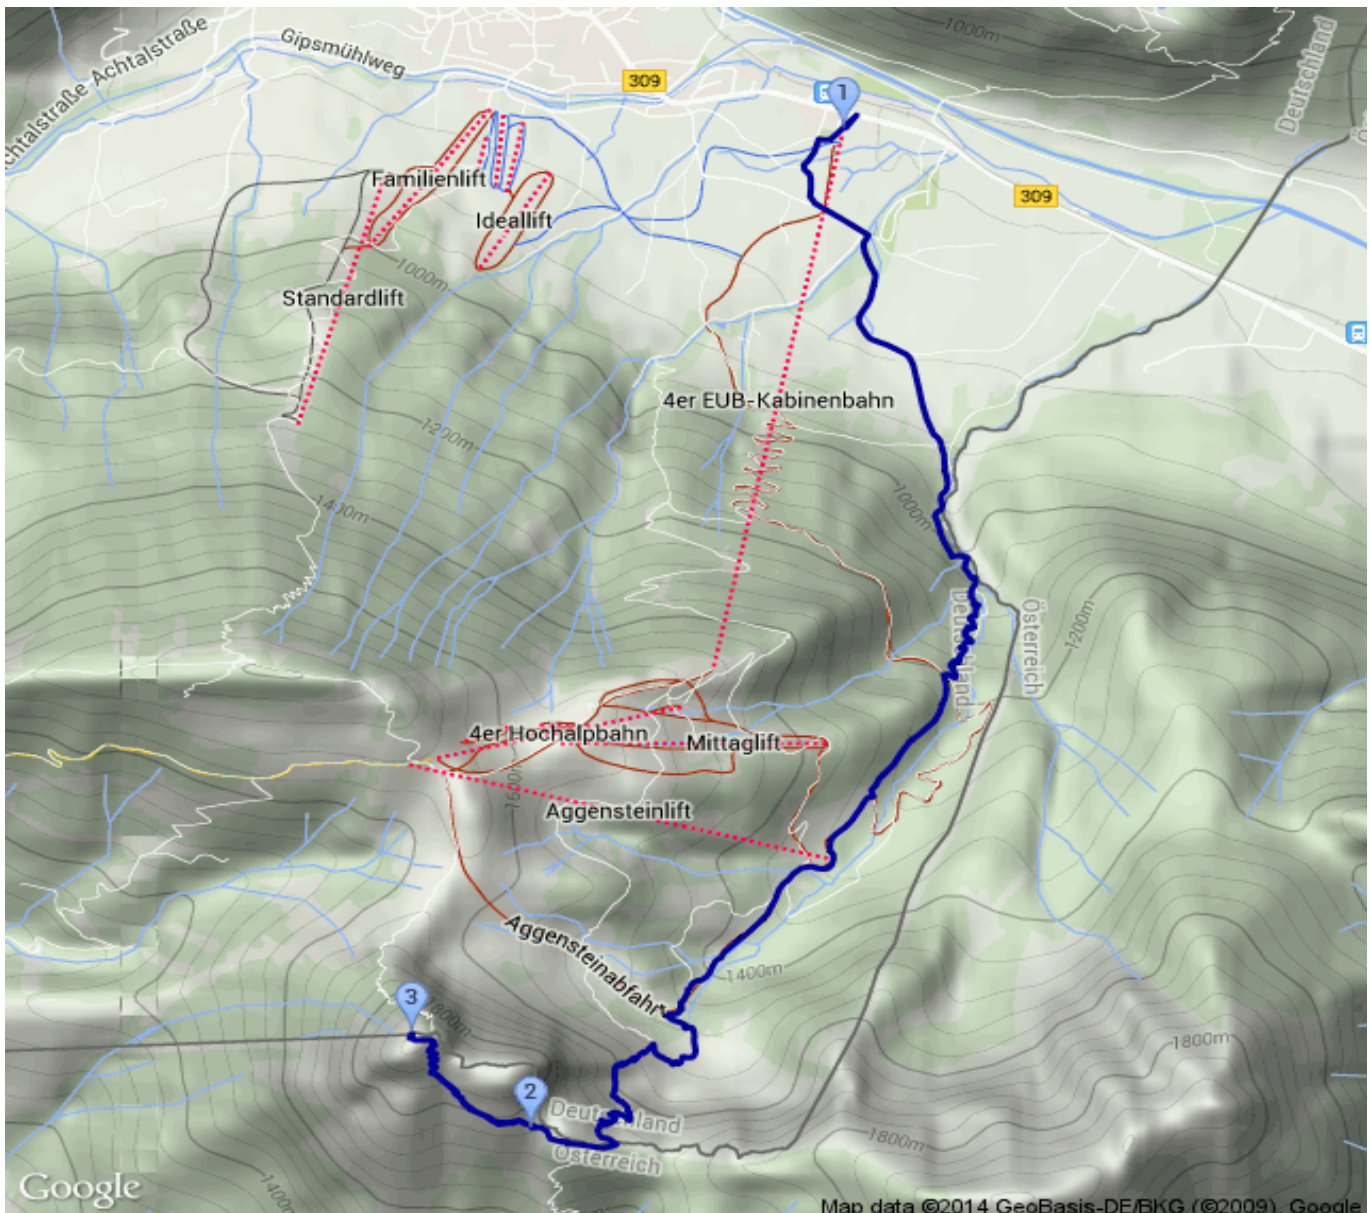 1000m
Deutschland
Achtalstraße
Achtalstraße
Gipsmühlweg
309
1
309
Familienlift
Ideallift
1000m
Standardlift
4er EUB-Kabinenbahn
1200m
1400m
1000m
Deutschland
Österreich
1200m
4er Hochalpbahn
Mittaglift
Aggensteinlift
Aggensteinabfahrt
1400m
3
1800m
1800m
2
Deutschland
Österreich
1800m
1400m
Google
Map data ©2014 GeoBasis-DE/BKG (©2009), Google